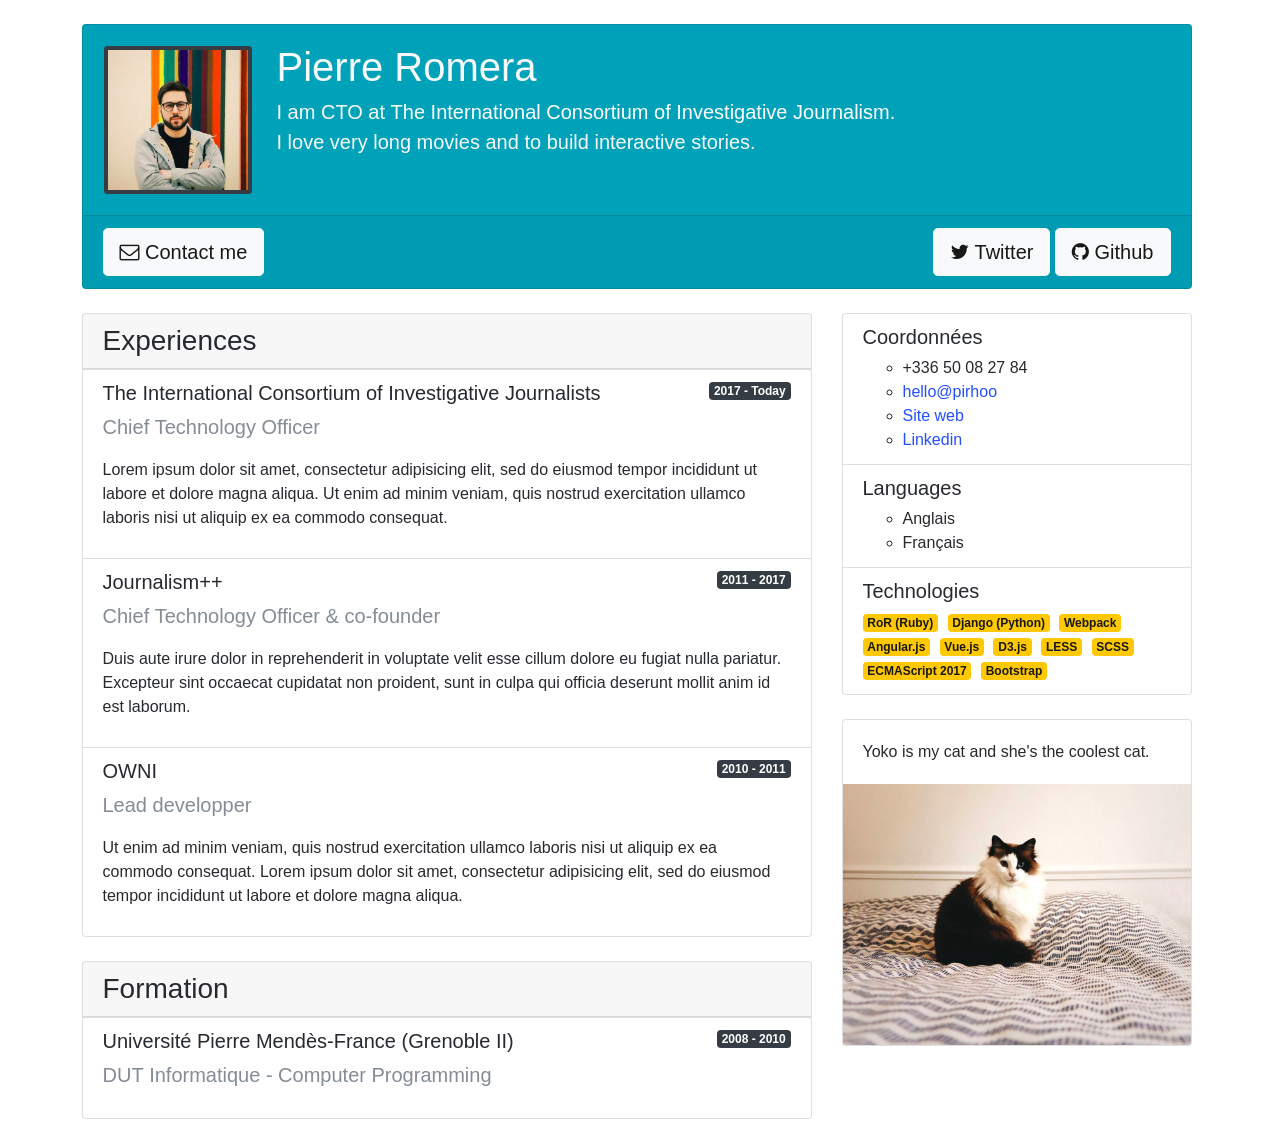 Pierre Romera
I am CTO at The International Consortium of Investigative Journalism.
I love very long movies and to build interactive stories.
Contact me
Twitter
Github
Experiences
The International Consortium of Investigative Journalists
2017 - Today
Chief Technology Officer
Lorem ipsum dolor sit amet, consectetur adipisicing elit, sed do eiusmod tempor incididunt ut
labore et dolore magna aliqua. Ut enim ad minim veniam, quis nostrud exercitation ullamco
laboris nisi ut aliquip ex ea commodo consequat.
Journalism++
2011 - 2017
Chief Technology Officer & co-founder
Duis aute irure dolor in reprehenderit in voluptate velit esse cillum dolore eu fugiat nulla pariatur.
Excepteur sint occaecat cupidatat non proident, sunt in culpa qui officia deserunt mollit anim id
est laborum.
OWNI
2010 - 2011
Lead developper
Ut enim ad minim veniam, quis nostrud exercitation ullamco laboris nisi ut aliquip ex ea
commodo consequat. Lorem ipsum dolor sit amet, consectetur adipisicing elit, sed do eiusmod
tempor incididunt ut labore et dolore magna aliqua.
Formation
Université Pierre Mendès-France (Grenoble II)
2008 - 2010
DUT Informatique - Computer Programming
Coordonnées
+336 50 08 27 84
hello@pirhoo
Site web
Linkedin
Languages
Anglais
Français
Technologies
RoR (Ruby) Django (Python) Webpack
Angular.js Vue.js D3.js LESS SCSS
ECMAScript 2017 Bootstrap
Yoko is my cat and she's the coolest cat.